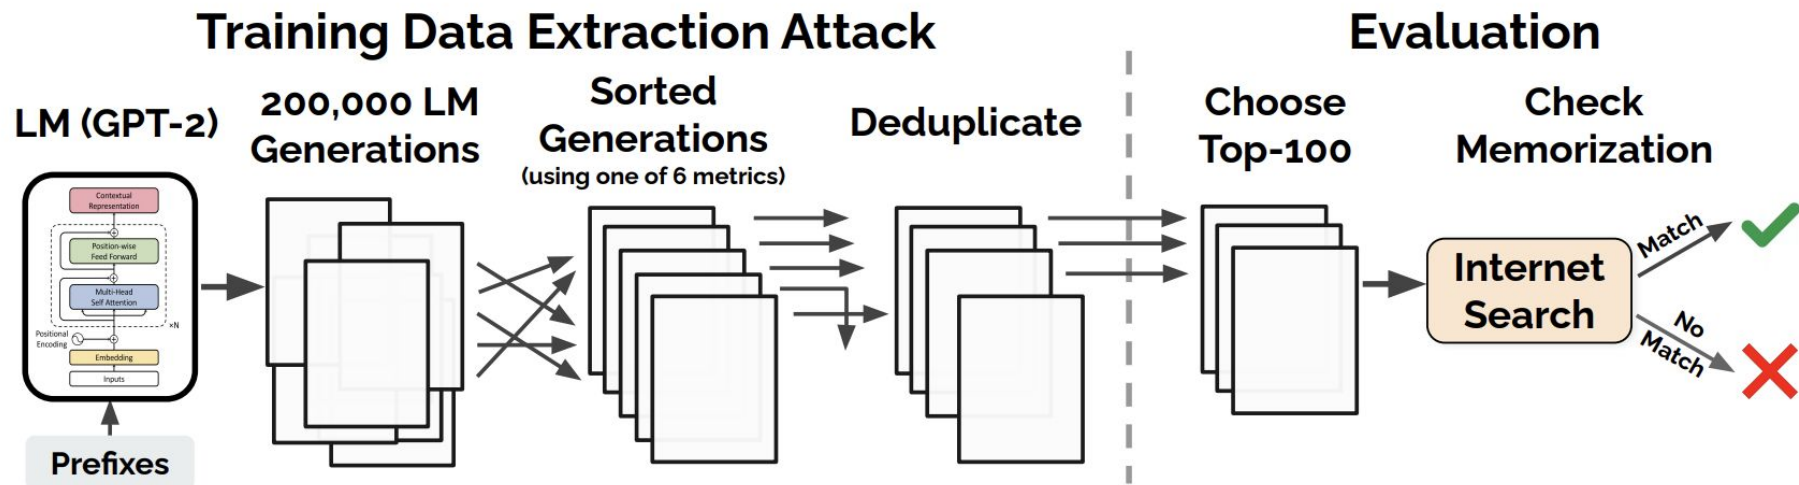 Training Data Extraction Attack
Evaluation
LM (GPT-2)
200,000 LM
Generations
Sorted
Generations
(using one of 6 metrics)
Deduplicate
Choose
Top-100
Check
Memorization
Contextual
Representation
Position-wise
Feed Forward
Multi-Head
Self Attention
×N
Positional
Encoding
Embedding
Inputs
Prefixes
Internet
Search
Match
No
Match